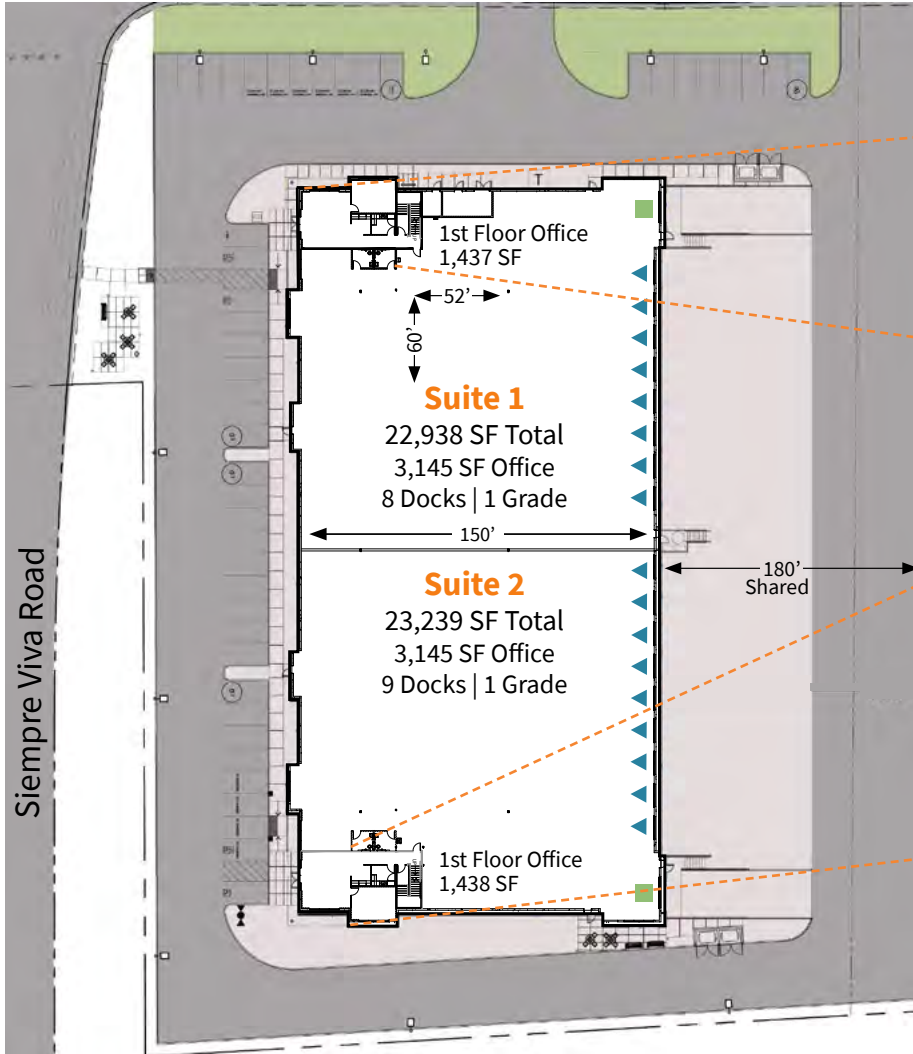 1st Floor Office
1,437 SF
52’
60’
Suite 1
22,938 SF Total
3,145 SF Office
8 Docks | 1 Grade
150’
180’
Shared
Suite 2
23,239 SF Total
3,145 SF Office
9 Docks | 1 Grade
Siempre Viva Road
1st Floor Office
1,438 SF